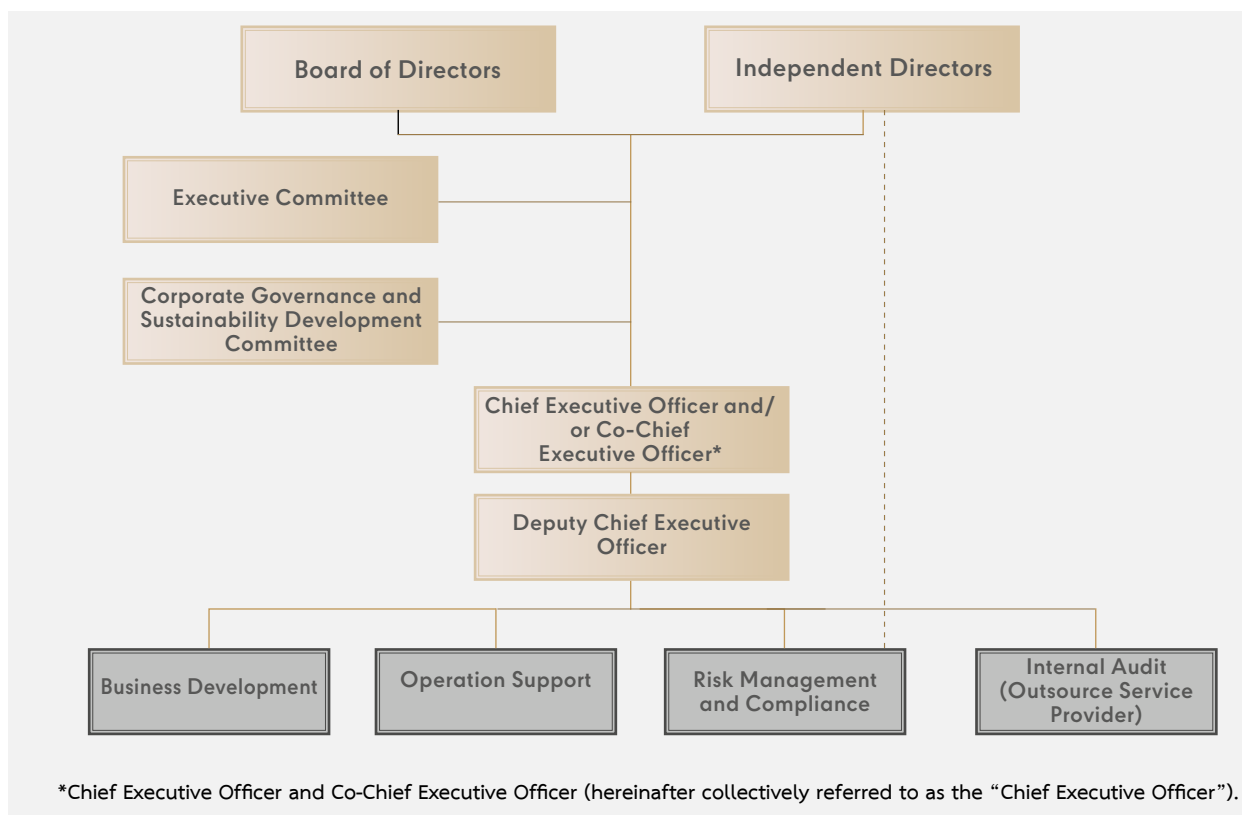 Board of Directors
Independent Directors
Executive Committee
Corporate Governance and
Sustainability Development
Committee
Chief Executive Officer and/
or Co-Chief
Executive Officer*
Deputy Chief Executive
Officer
Business Development
Operation Support
Risk Management
and Compliance
Internal Audit
(Outsource Service
Provider)
*Chief Executive Officer and Co-Chief Executive Officer (hereinafter collectively referred to as the “Chief Executive Officer”).